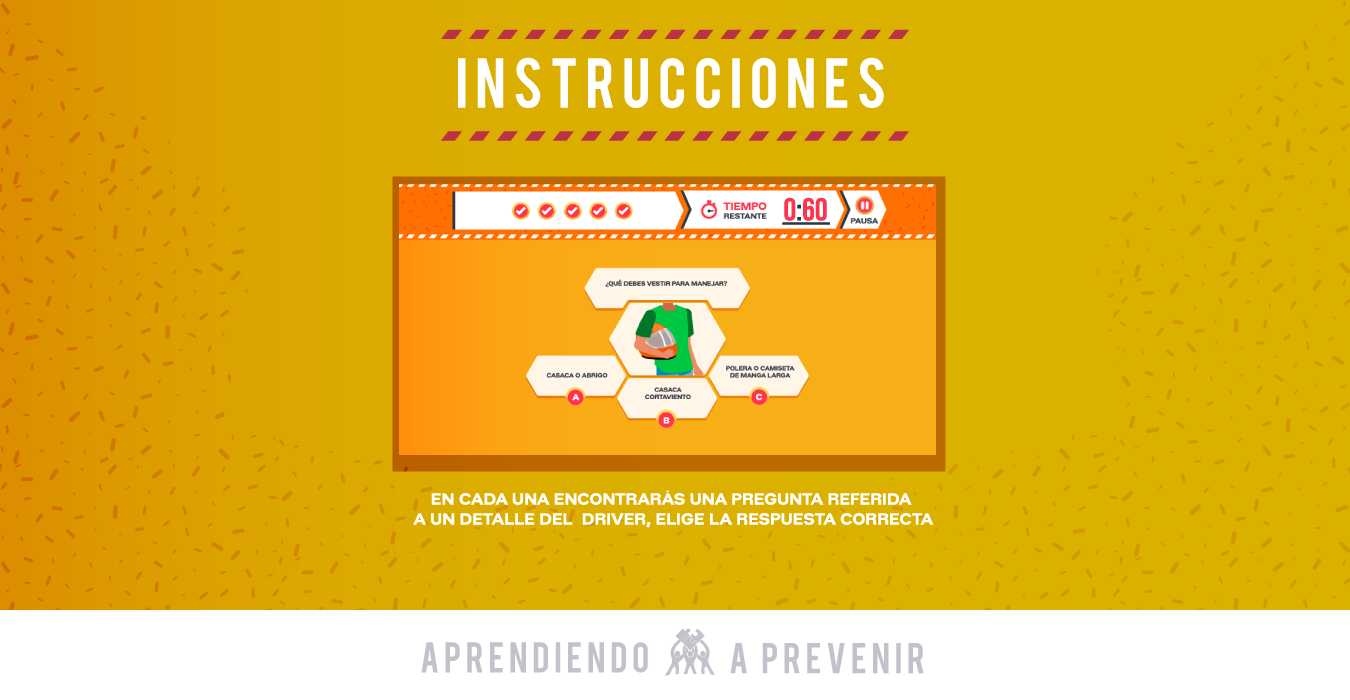 INSTRUCCIONES
TIEMPO
RESTANTE
0:60
PAUSA
¿QUÉ DEBES VESTIR PARA MANEJAR?
CASACA O ABRIGO
A
CASACA
CORTAVIENTO
B
POLERA O CAMISETA
DE MANGA LARGA
C
EN CADA UNA ENCONTRARÁS UNA PREGUNTA REFERIDA
A UN DETALLE DEL DRIVER, ELIGE LA RESPUESTA CORRECTA
APRENDIENDO A PREVENIR